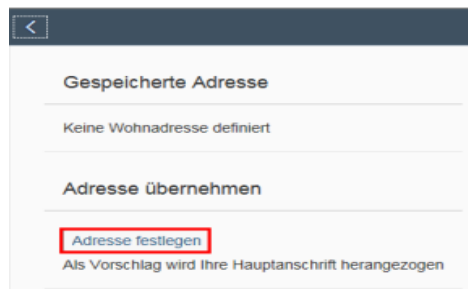 Gespeicherte Adresse
Keine Wohnadresse definiert
Adresse übernehmen
Adresse festlegen
Als Vorschlag wird Ihre Hauptanschrift herangezogen